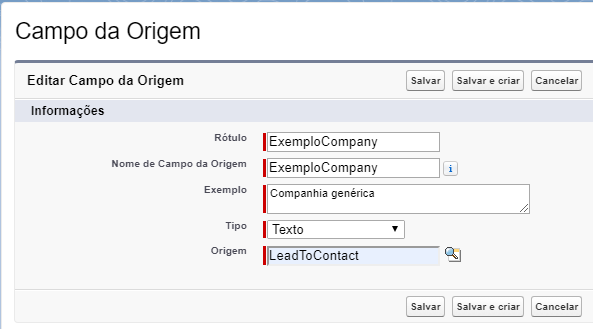 Campo da Origem
Editar Campo da Origem Salvar Salvar e criar Cancelar
Informações
Rótulo ExemploCompany
Nome de Campo da Origem ExemploCompany
Exemplo Companhia genérica
Tipo Texto
Origem LeadToContact
Salvar Salvar e criar Cancelar